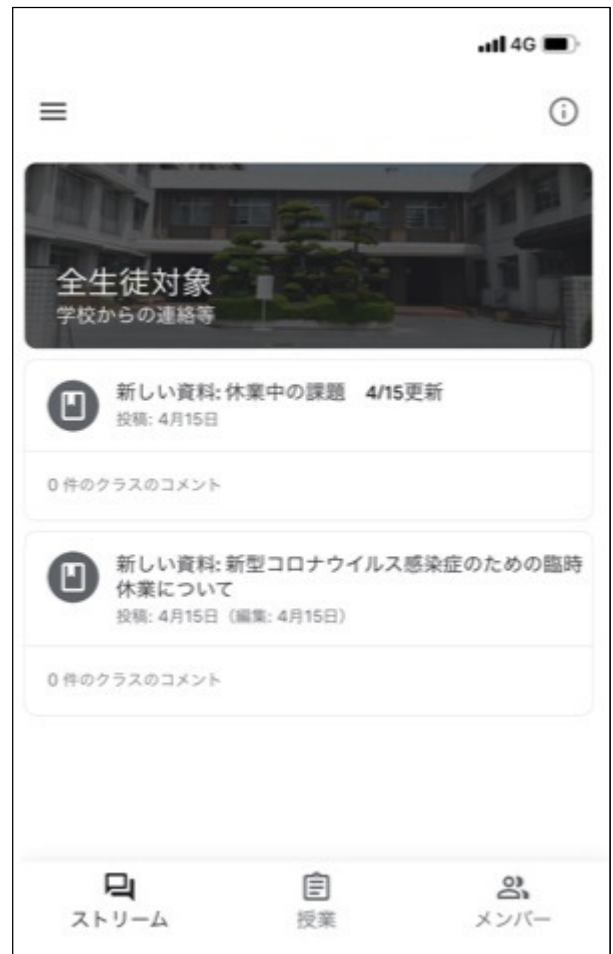 4G
全生徒対象
学校からの連絡等
新しい資料: 休業中の課題　4/15更新
投稿: 4月15日
0 件のクラスのコメント
新しい資料: 新型コロナウイルス感染症のための臨時
休業について
投稿: 4月15日（編集: 4月15日）
0 件のクラスのコメント
ストリーム
授業
メンバー